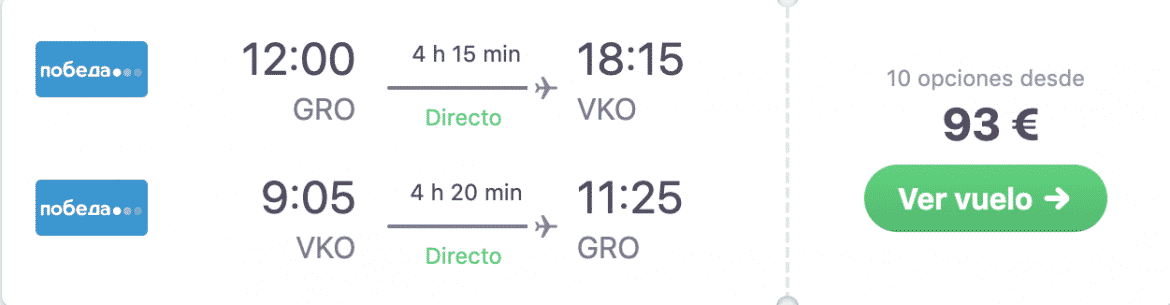 победа
12:00
4 h 15 min
18:15
GRO
Directo
VKO
победа
9:05
4 h 20 min
11:25
VKO
Directo
GRO
10 opciones desde
93 €
Ver vuelo →